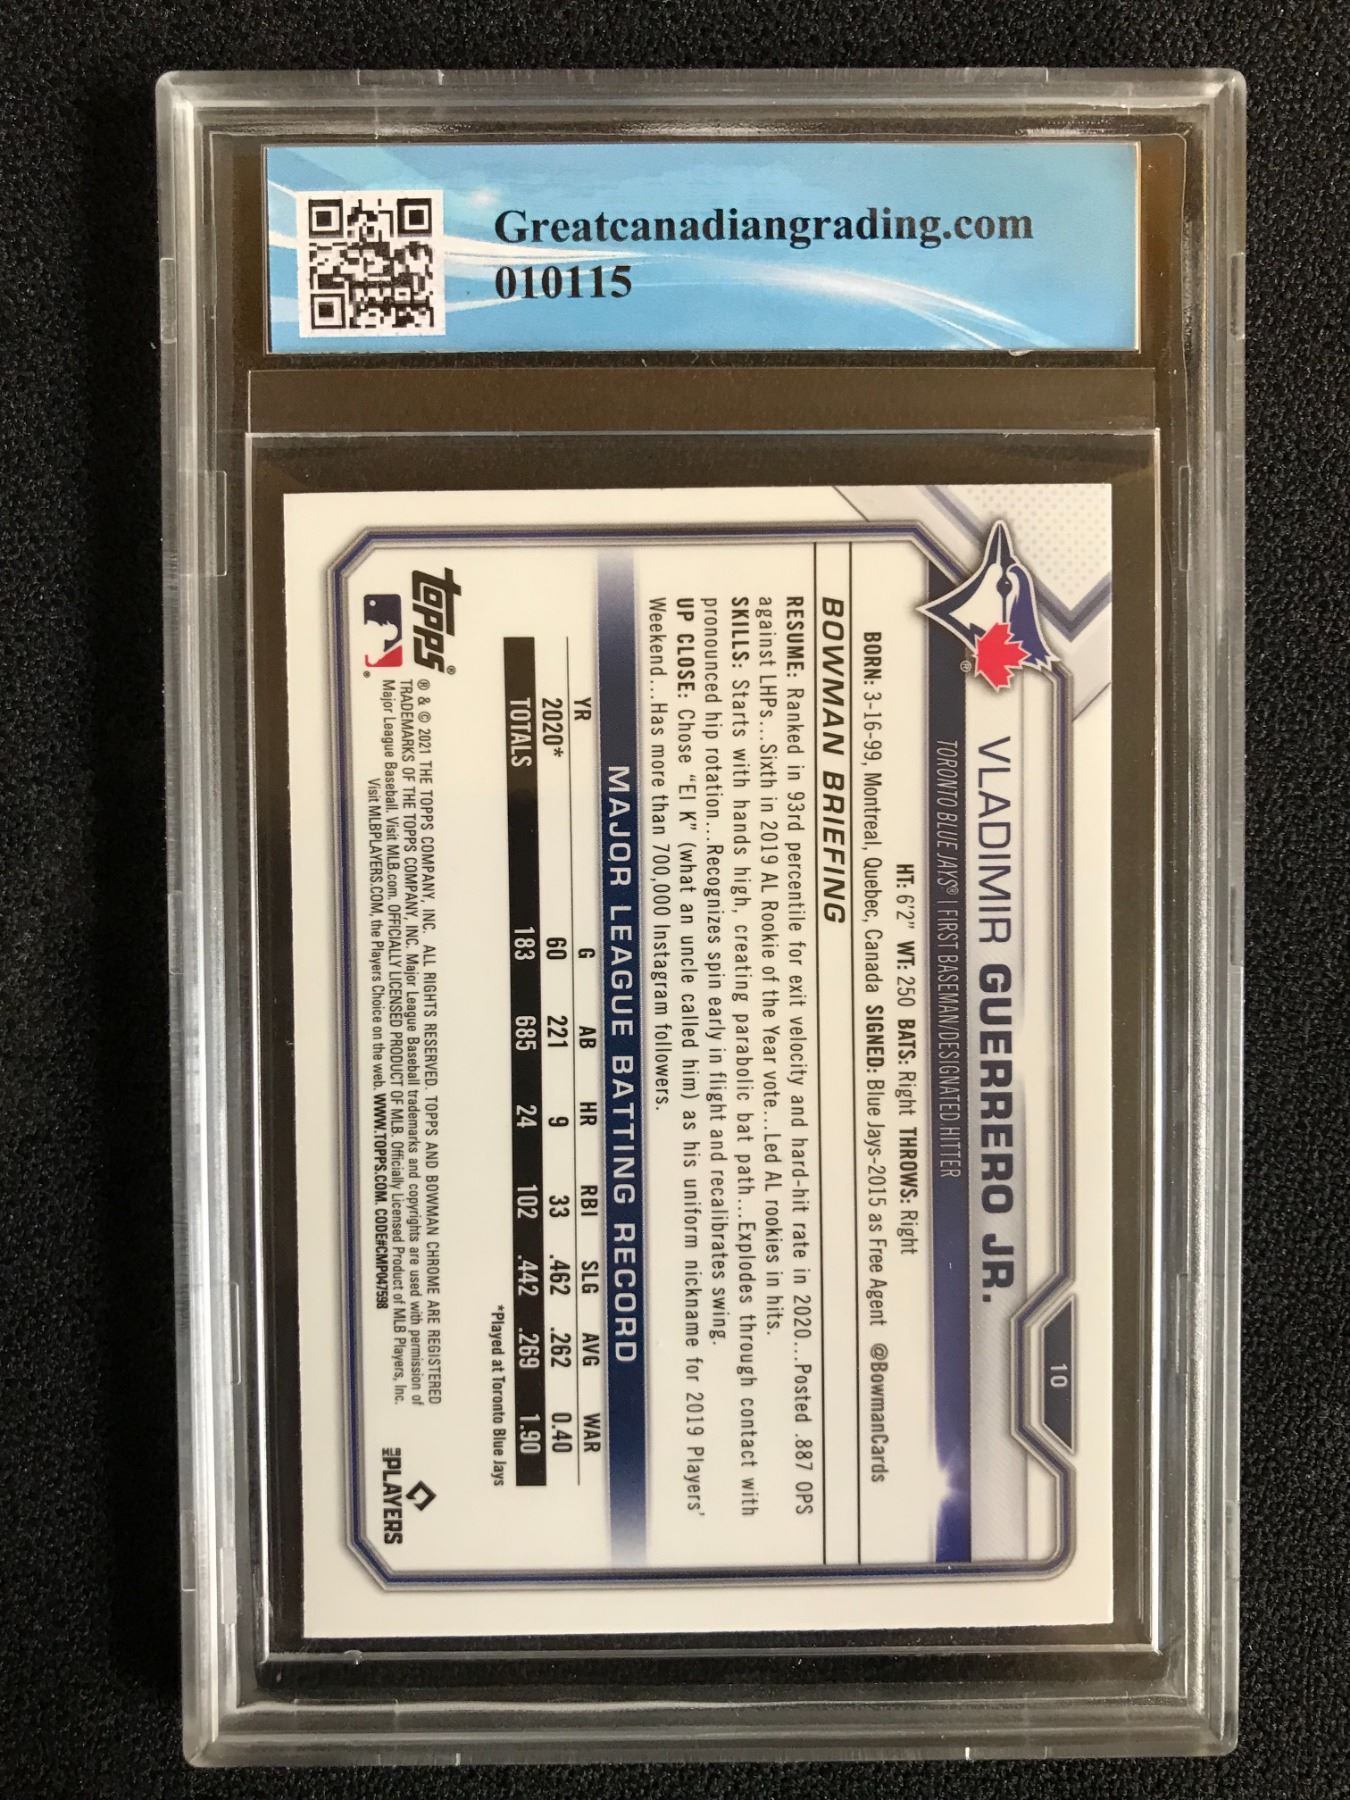 Greatcanadiangrading.com
010115
10
VLADIMIR GUERRERO JR.
TORONTO BLUE JAYS® | FIRST BASEMAN/DESIGNATED HITTER
HT: 6'2" WT: 250 BATS: Right THROWS: Right
BORN: 3-16-99, Montreal, Quebec, Canada SIGNED: Blue Jays-2015 as Free Agent @BowmanCards
BOWMAN BRIEFING
RESUME: Ranked in 93rd percentile for exit velocity and hard-hit rate in 2020...Posted .887 OPS
against LHPs...Sixth in 2019 AL Rookie of the Year vote...Led AL rookies in hits.
SKILLS: Starts with hands high, creating parabolic bat path...Explodes through contact with
pronounced hip rotation...Recognizes spin early in flight and recalibrates swing.
UP CLOSE: Chose "El K" (what an uncle called him) as his uniform nickname for 2019 Players'
Weekend...Has more than 700,000 Instagram followers.
MAJOR LEAGUE BATTING RECORD
YR G AB HR RBI SLG AVG WAR
2020* 60 221 9 33 .462 .262 0.40
TOTALS 183 685 24 102 .442 .269 1.90
*Played at Toronto Blue Jays
topps®
® & © 2021 THE TOPPS COMPANY, INC. ALL RIGHTS RESERVED. TOPPS AND BOWMAN CHROME ARE REGISTERED
TRADEMARKS OF THE TOPPS COMPANY, INC. Major League Baseball trademarks and copyrights are used with permission of
Major League Baseball. Visit MLB.com. OFFICIALLY LICENSED PRODUCT OF MLB. Officially Licensed Product of MLB Players, Inc.
Visit MLBPLAYERS.COM, the Players Choice on the web. WWW.TOPPS.COM. CODE#CMP047598
MLB PLAYERS